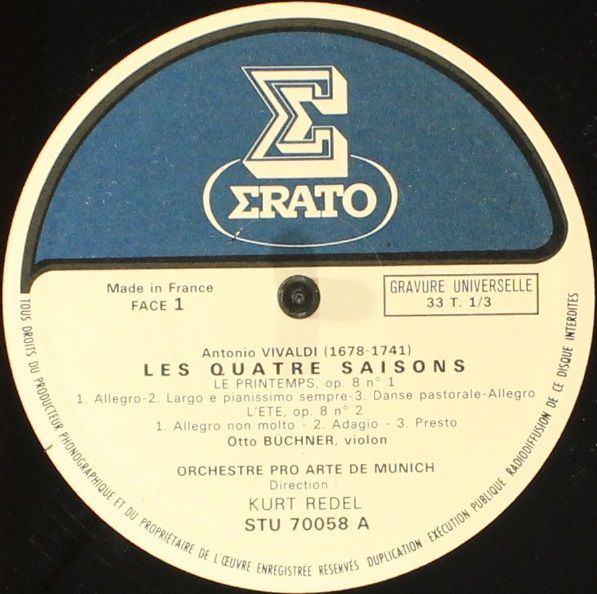 Σ
ΣRATO
Made in France
FACE 1
GRAVURE UNIVERSELLE
33 T. 1/3
Antonio VIVALDI (1678-1741)
LES QUATRE SAISONS
LE PRINTEMPS, op. 8 n° 1
1. Allegro-2. Largo e pianissimo sempre-3. Danse pastorale-Allegro
L'ETE, op. 8 n° 2
1. Allegro non molto - 2. Adagio - 3. Presto
Otto BÜCHNER, violon
ORCHESTRE PRO ARTE DE MUNICH
Direction :
KURT REDEL
STU 70058 A
TOUS DROITS DU PRODUCTEUR PHONOGRAPHIQUE ET DU PROPRIÉTAIRE DE L'ŒUVRE ENREGISTRÉE RÉSERVÉS DUPLICATION EXÉCUTION PUBLIQUE RADIODIFFUSION DE CE DISQUE INTERDITES